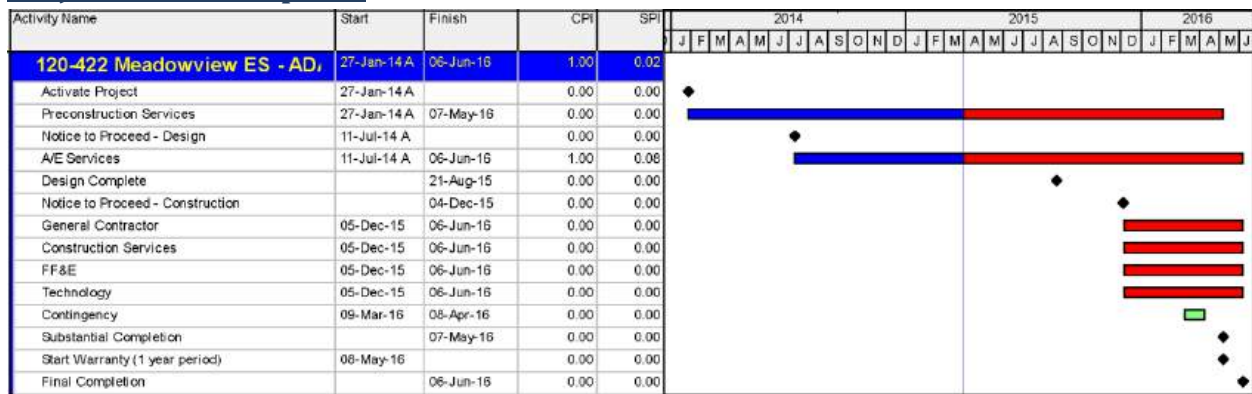 Activity Name Start Finish CPI SPI 2014 2015 2016
J F M A M J J A S O N D J F M A M J J A S O N D J F M A M J
120-422 Meadowview ES - AD 27-Jan-14 A 06-Jun-16 1.00 0.02
Activate Project 27-Jan-14 A 0.00 0.00
Preconstruction Services 27-Jan-14 A 07-May-16 0.00 0.00
Notice to Proceed - Design 11-Jul-14 A 0.00 0.00
A/E Services 11-Jul-14 A 06-Jun-16 1.00 0.08
Design Complete 21-Aug-15 0.00 0.00
Notice to Proceed - Construction 04-Dec-15 0.00 0.00
General Contractor 05-Dec-15 06-Jun-16 0.00 0.00
Construction Services 05-Dec-15 06-Jun-16 0.00 0.00
FF&E 05-Dec-15 06-Jun-16 0.00 0.00
Technology 05-Dec-15 06-Jun-16 0.00 0.00
Contingency 09-Mar-16 08-Apr-16 0.00 0.00
Substantial Completion 07-May-16 0.00 0.00
Start Warranty (1 year period) 08-May-16 0.00 0.00
Final Completion 06-Jun-16 0.00 0.00